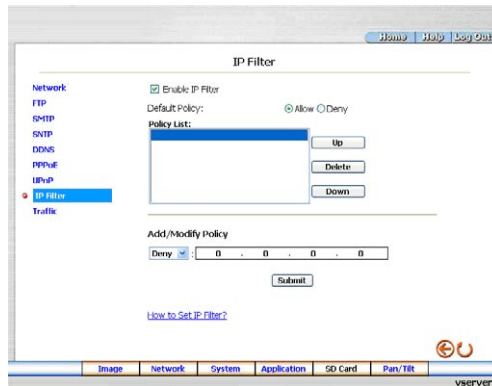 Home Help Log Out
IP Filter
Network
FTP
SMTP
SNTP
DDNS
PPPoE
UPnP
IP Filter
Traffic
Enable IP Filter
Default Policy: Allow Deny
Policy List:
Up
Delete
Down
Add/Modify Policy
Deny : 0 . 0 . 0 . 0
Submit
How to Set IP Filter?
Image Network System Application SD Card Pan/Tilt
vserver